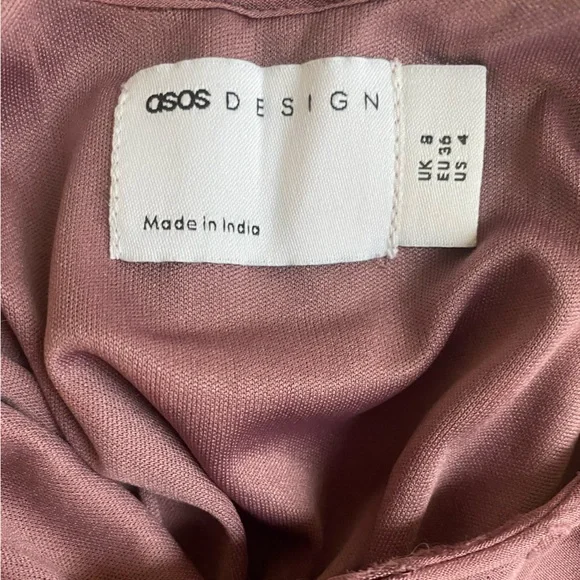 asos DESIGN
Made in India
UK 8
EU 36
US 4